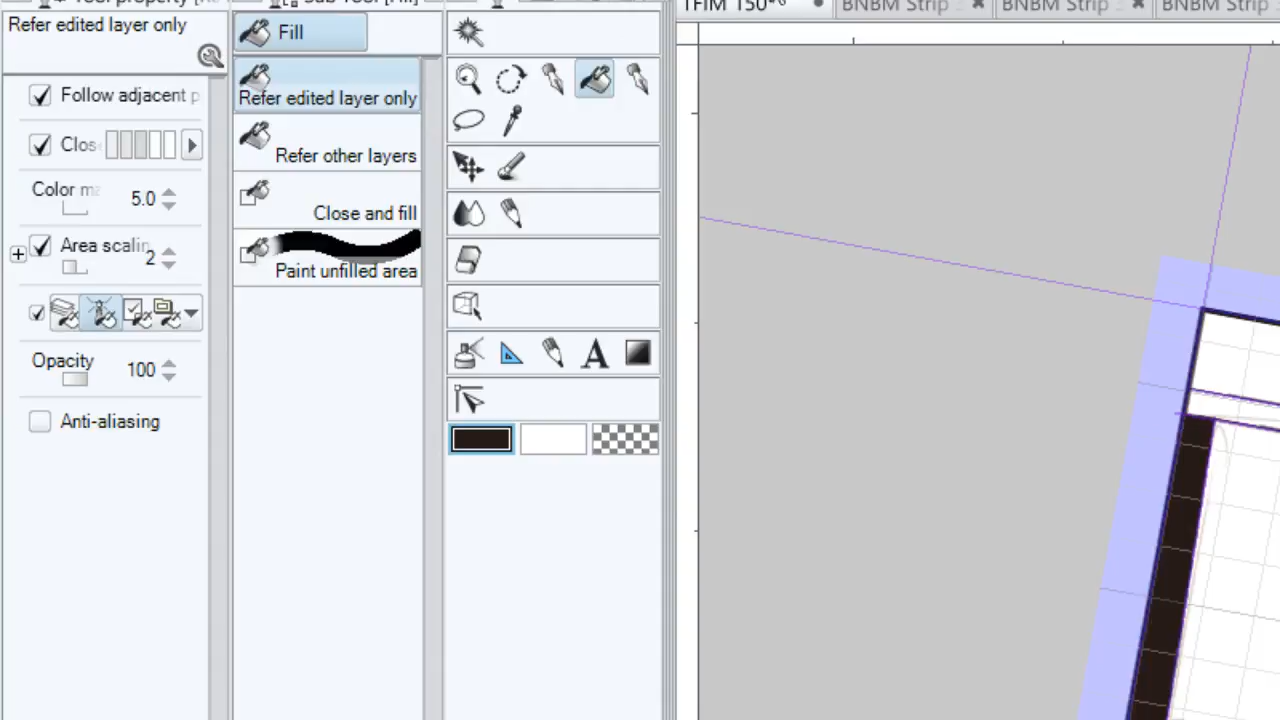 Refer edited layer only
Follow adjacent p
Clos
Color ma
5.0
Area scalin
2
Opacity
100
Anti-aliasing
Fill
Refer edited layer only
Refer other layers
Close and fill
Paint unfilled area
A
BNBM Strip
BNBM Strip
BNBM Strip